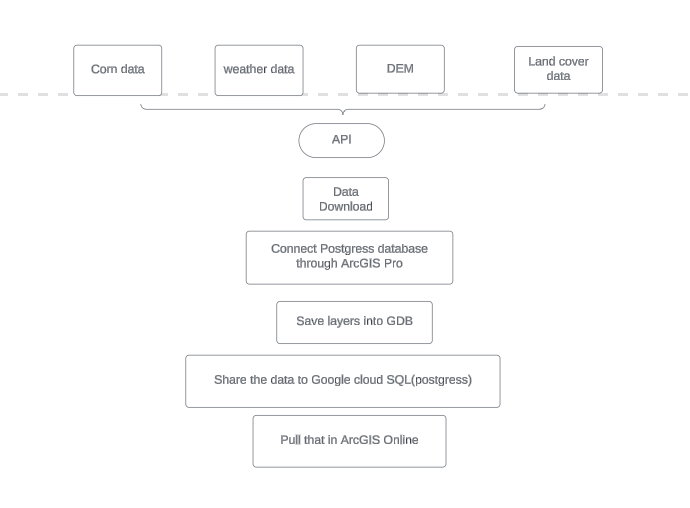 Corn data
weather data
DEM
Land cover
data
API
Data
Download
Connect Postgress database
through ArcGIS Pro
Save layers into GDB
Share the data to Google cloud SQL(postgress)
Pull that in ArcGIS Online